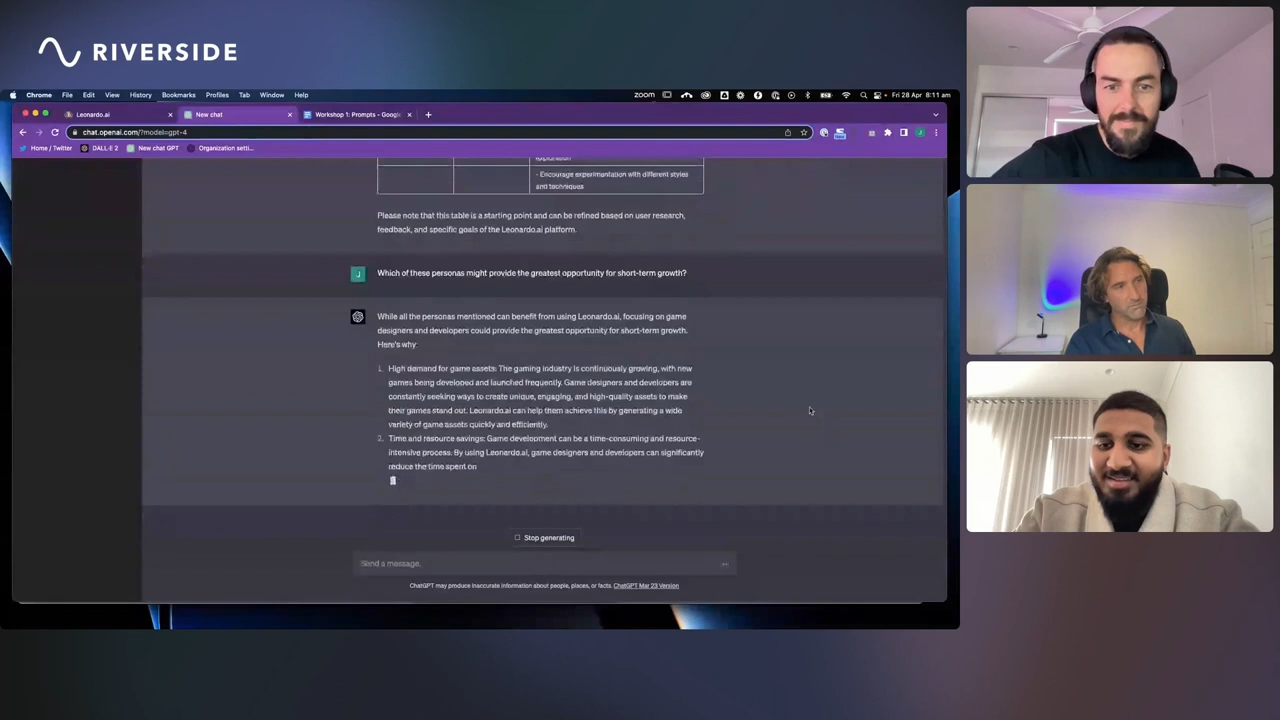 RIVERSIDE
Chrome File Edit View History Bookmarks Profiles Tab Window Help
zoom
Fri 28 Apr 8:11 am
Leonardo.ai
New chat
Workshop 1: Prompts - Google
chat.openai.com/?model=gpt-4
Home / Twitter
DALL·E 2
New chat GPT
Organization setti...
- Encourage experimentation with different styles
and techniques
Please note that this table is a starting point and can be refined based on user research,
feedback, and specific goals of the Leonardo.ai platform.
J
Which of these personas might provide the greatest opportunity for short-term growth?
While all the personas mentioned can benefit from using Leonardo.ai, focusing on game
designers and developers could provide the greatest opportunity for short-term growth.
Here's why:
1. High demand for game assets: The gaming industry is continuously growing, with new
games being developed and launched frequently. Game designers and developers are
constantly seeking ways to create unique, engaging, and high-quality assets to make
their games stand out. Leonardo.ai can help them achieve this by generating a wide
variety of game assets quickly and efficiently.
2. Time and resource savings: Game development can be a time-consuming and resource-
intensive process. By using Leonardo.ai, game designers and developers can significantly
reduce the time spent on
Stop generating
Send a message.
ChatGPT may produce inaccurate information about people, places, or facts. ChatGPT Mar 23 Version